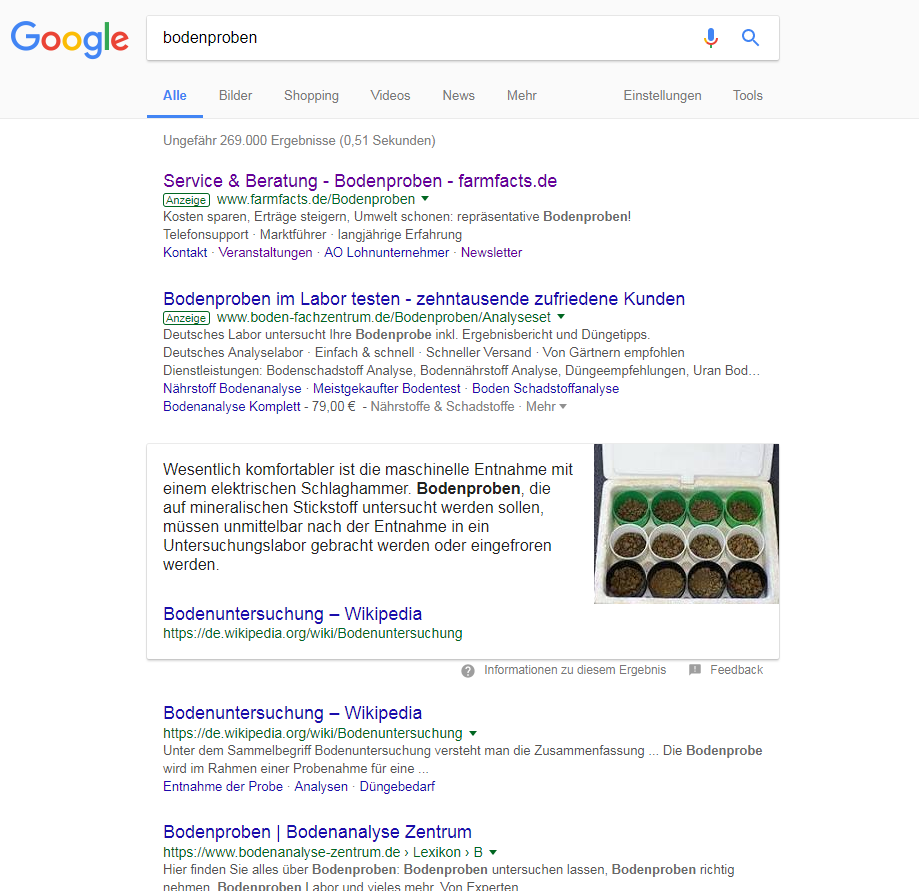 Google
bodenproben
Alle Bilder Shopping Videos News Mehr Einstellungen Tools
Ungefähr 269.000 Ergebnisse (0,51 Sekunden)
Service & Beratung - Bodenproben - farmfacts.de
Anzeige www.farmfacts.de/Bodenproben
Kosten sparen, Erträge steigern, Umwelt schonen: repräsentative Bodenproben!
Telefonsupport · Marktführer · langjährige Erfahrung
Kontakt · Veranstaltungen · AO Lohnunternehmer · Newsletter
Bodenproben im Labor testen - zehntausende zufriedene Kunden
Anzeige www.boden-fachzentrum.de/Bodenproben/Analyseset
Deutsches Labor untersucht Ihre Bodenprobe inkl. Ergebnisbericht und Düngetipps.
Deutsches Analyselabor · Einfach & schnell · Schneller Versand · Von Gärtnern empfohlen
Dienstleistungen: Bodenschadstoff Analyse, Bodennährstoff Analyse, Düngeempfehlungen, Uran Bod…
Nährstoff Bodenanalyse · Meistgekaufter Bodentest · Boden Schadstoffanalyse
Bodenanalyse Komplett - 79,00 € - Nährstoffe & Schadstoffe · Mehr
Wesentlich komfortabler ist die maschinelle Entnahme mit
einem elektrischen Schlaghammer. Bodenproben, die
auf mineralischen Stickstoff untersucht werden sollen,
müssen unmittelbar nach der Entnahme in ein
Untersuchungslabor gebracht werden oder eingefroren
werden.
Bodenuntersuchung – Wikipedia
https://de.wikipedia.org/wiki/Bodenuntersuchung
Informationen zu diesem Ergebnis Feedback
Bodenuntersuchung – Wikipedia
https://de.wikipedia.org/wiki/Bodenuntersuchung
Unter dem Sammelbegriff Bodenuntersuchung versteht man die Zusammenfassung ... Die Bodenprobe
wird im Rahmen einer Probenahme für eine ...
Entnahme der Probe · Analysen · Düngebedarf
Bodenproben | Bodenanalyse Zentrum
https://www.bodenanalyse-zentrum.de › Lexikon › B
Hier finden Sie alles über Bodenproben: Bodenproben untersuchen lassen, Bodenproben richtig
nehmen, Bodenproben Labor und vieles mehr. Von Experten